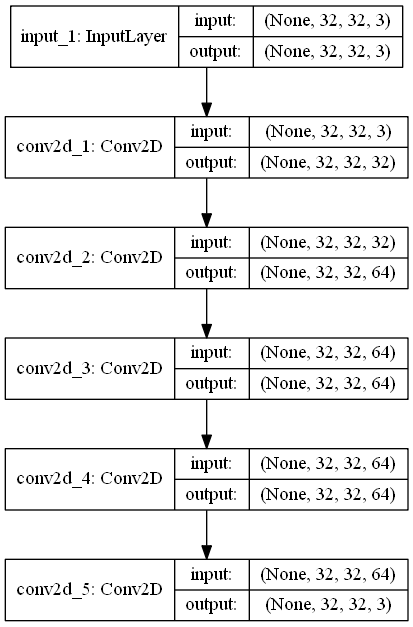 input_1: InputLayer
input: (None, 32, 32, 3)
output: (None, 32, 32, 3)
conv2d_1: Conv2D
input: (None, 32, 32, 3)
output: (None, 32, 32, 32)
conv2d_2: Conv2D
input: (None, 32, 32, 32)
output: (None, 32, 32, 64)
conv2d_3: Conv2D
input: (None, 32, 32, 64)
output: (None, 32, 32, 64)
conv2d_4: Conv2D
input: (None, 32, 32, 64)
output: (None, 32, 32, 64)
conv2d_5: Conv2D
input: (None, 32, 32, 64)
output: (None, 32, 32, 3)